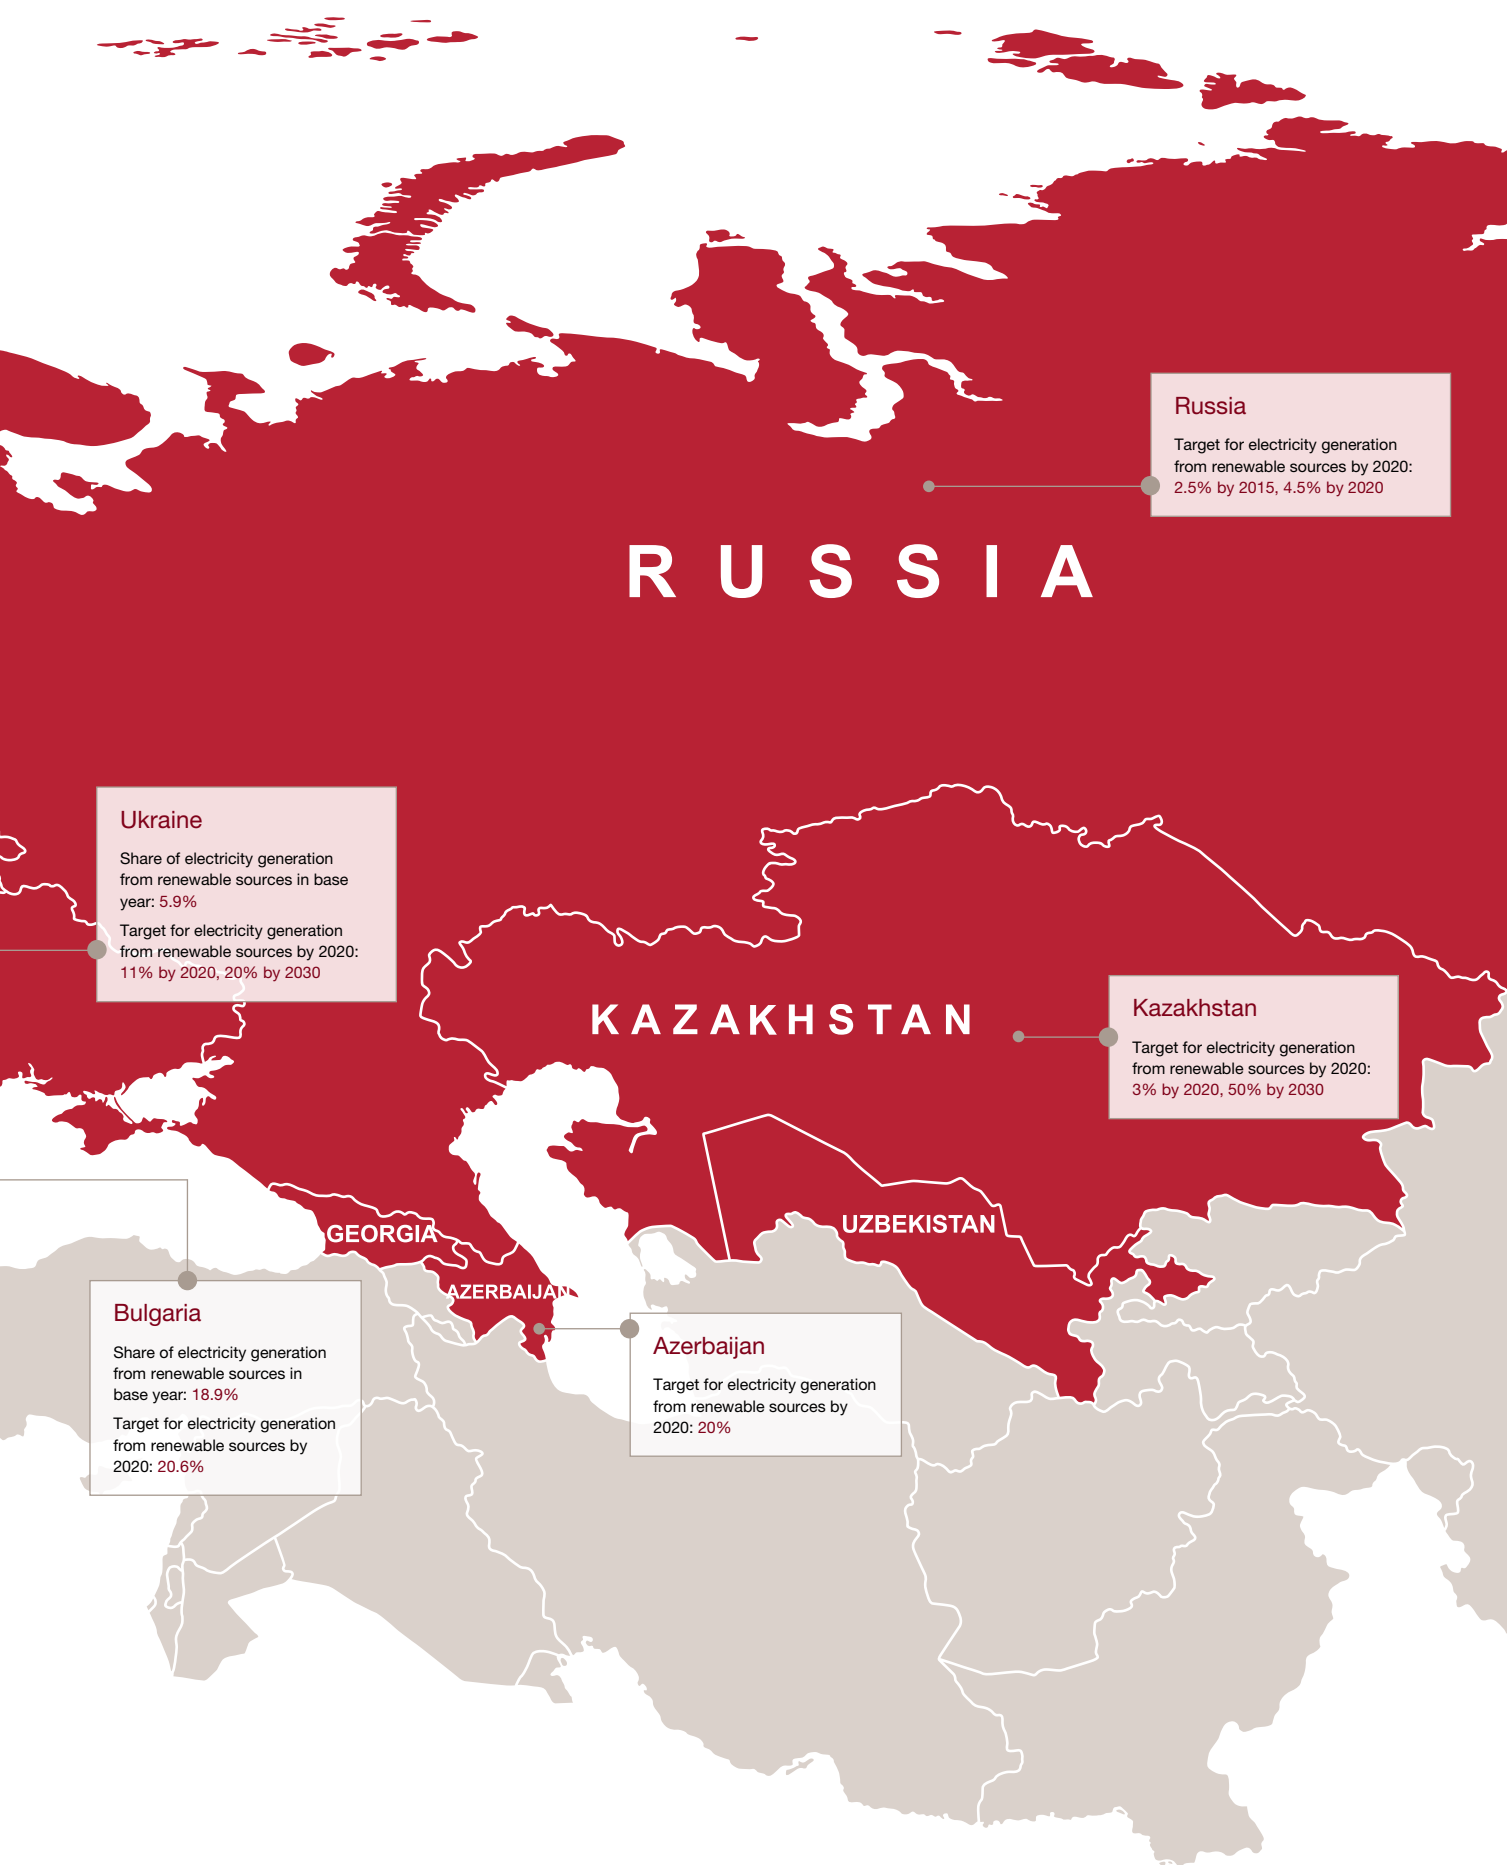 Russia
Target for electricity generation
from renewable sources by 2020:
2.5% by 2015, 4.5% by 2020
RUSSIA
Ukraine
Share of electricity generation
from renewable sources in base
year: 5.9%
Target for electricity generation
from renewable sources by 2020:
11% by 2020, 20% by 2030
KAZAKHSTAN
Kazakhstan
Target for electricity generation
from renewable sources by 2020:
3% by 2020, 50% by 2030
GEORGIA
UZBEKISTAN
AZERBAIJAN
Bulgaria
Share of electricity generation
from renewable sources in
base year: 18.9%
Target for electricity generation
from renewable sources by
2020: 20.6%
Azerbaijan
Target for electricity generation
from renewable sources by
2020: 20%